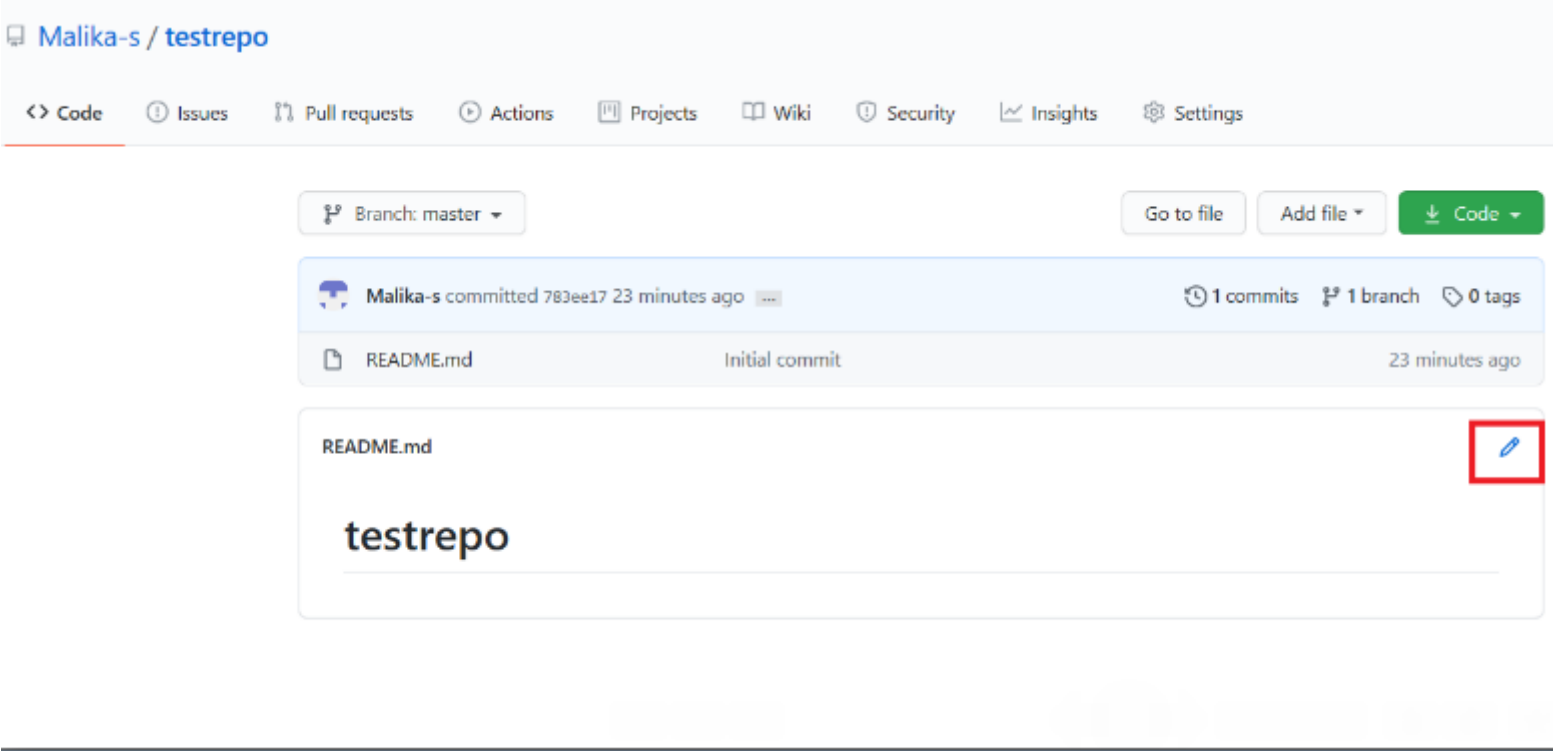 Malika-s / testrepo
Code Issues Pull requests Actions Projects Wiki Security Insights Settings
Branch: master Go to file Add file Code
Malika-s committed 783ee17 23 minutes ago ... 1 commits 1 branch 0 tags
README.md Initial commit 23 minutes ago
README.md
testrepo